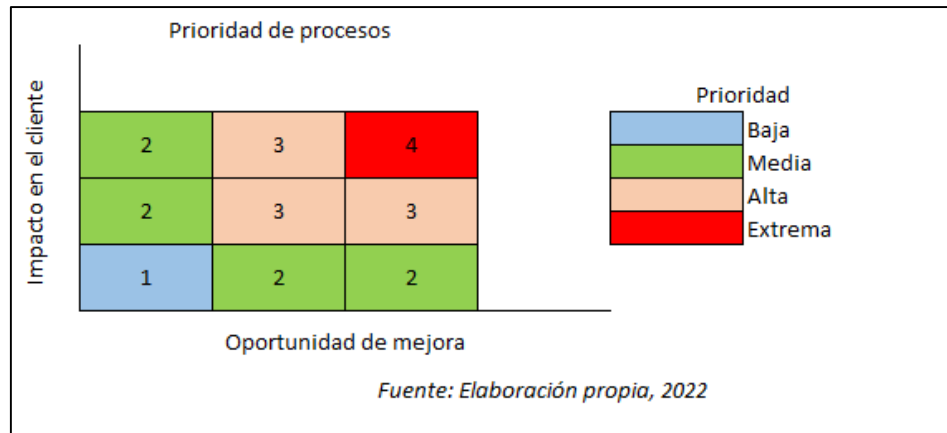 Prioridad de procesos
Impacto en el cliente
2 3 4
2 3 3
1 2 2
Oportunidad de mejora
Prioridad
Baja
Media
Alta
Extrema
Fuente: Elaboración propia, 2022